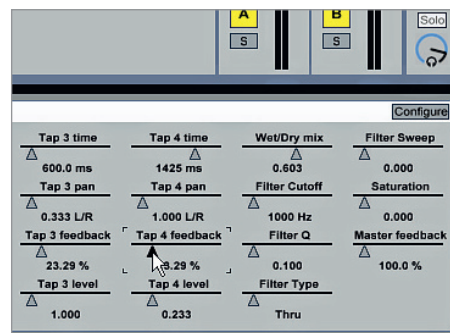 A B Solo
S S
Configure
Tap 3 time Tap 4 time Wet/Dry mix Filter Sweep
600.0 ms 1425 ms 0.603 0.000
Tap 3 pan Tap 4 pan Filter Cutoff Saturation
0.333 L/R 1.000 L/R 1000 Hz 0.000
Tap 3 feedback Tap 4 feedback Filter Q Master feedback
23.29 % .29 % 0.100 100.0 %
Tap 3 level Tap 4 level Filter Type
1.000 0.233 Thru